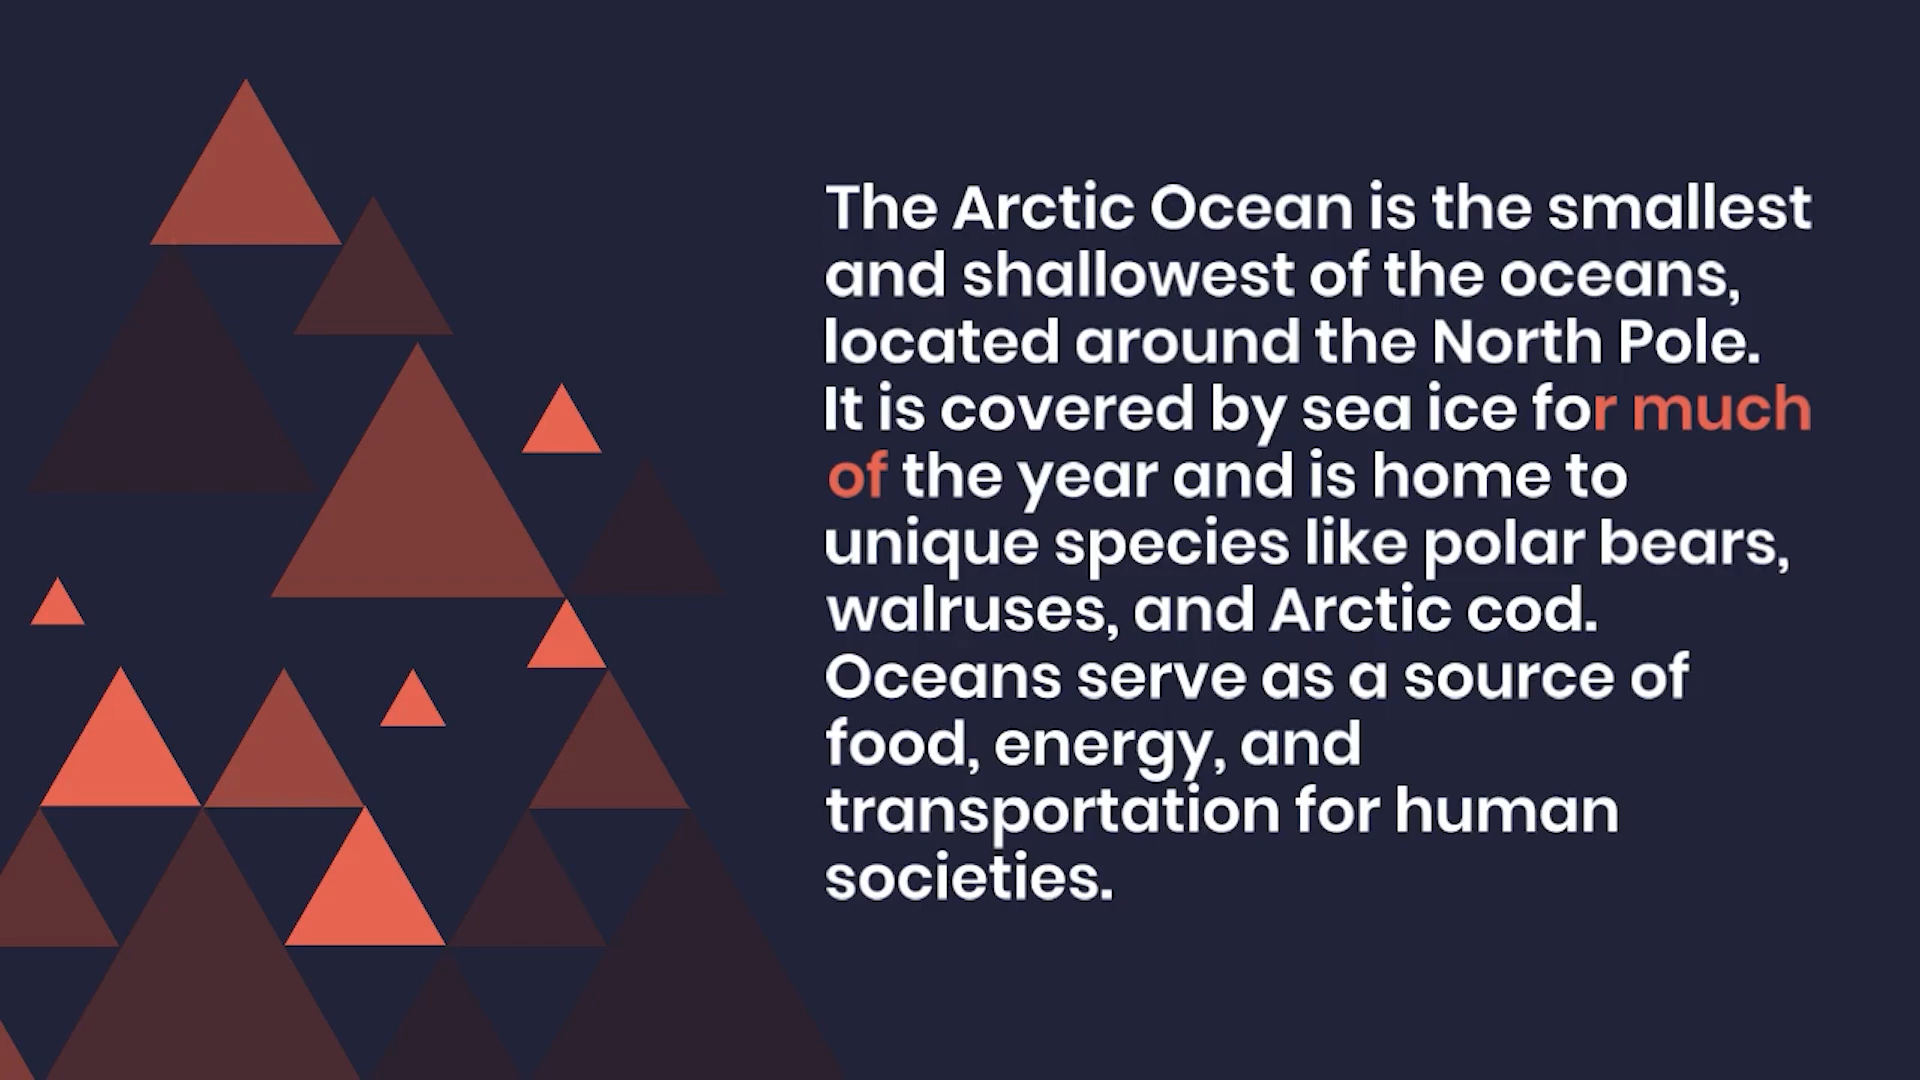 The Arctic Ocean is the smallest
and shallowest of the oceans,
located around the North Pole.
It is covered by sea ice for much
of the year and is home to
unique species like polar bears,
walruses, and Arctic cod.
Oceans serve as a source of
food, energy, and
transportation for human
societies.